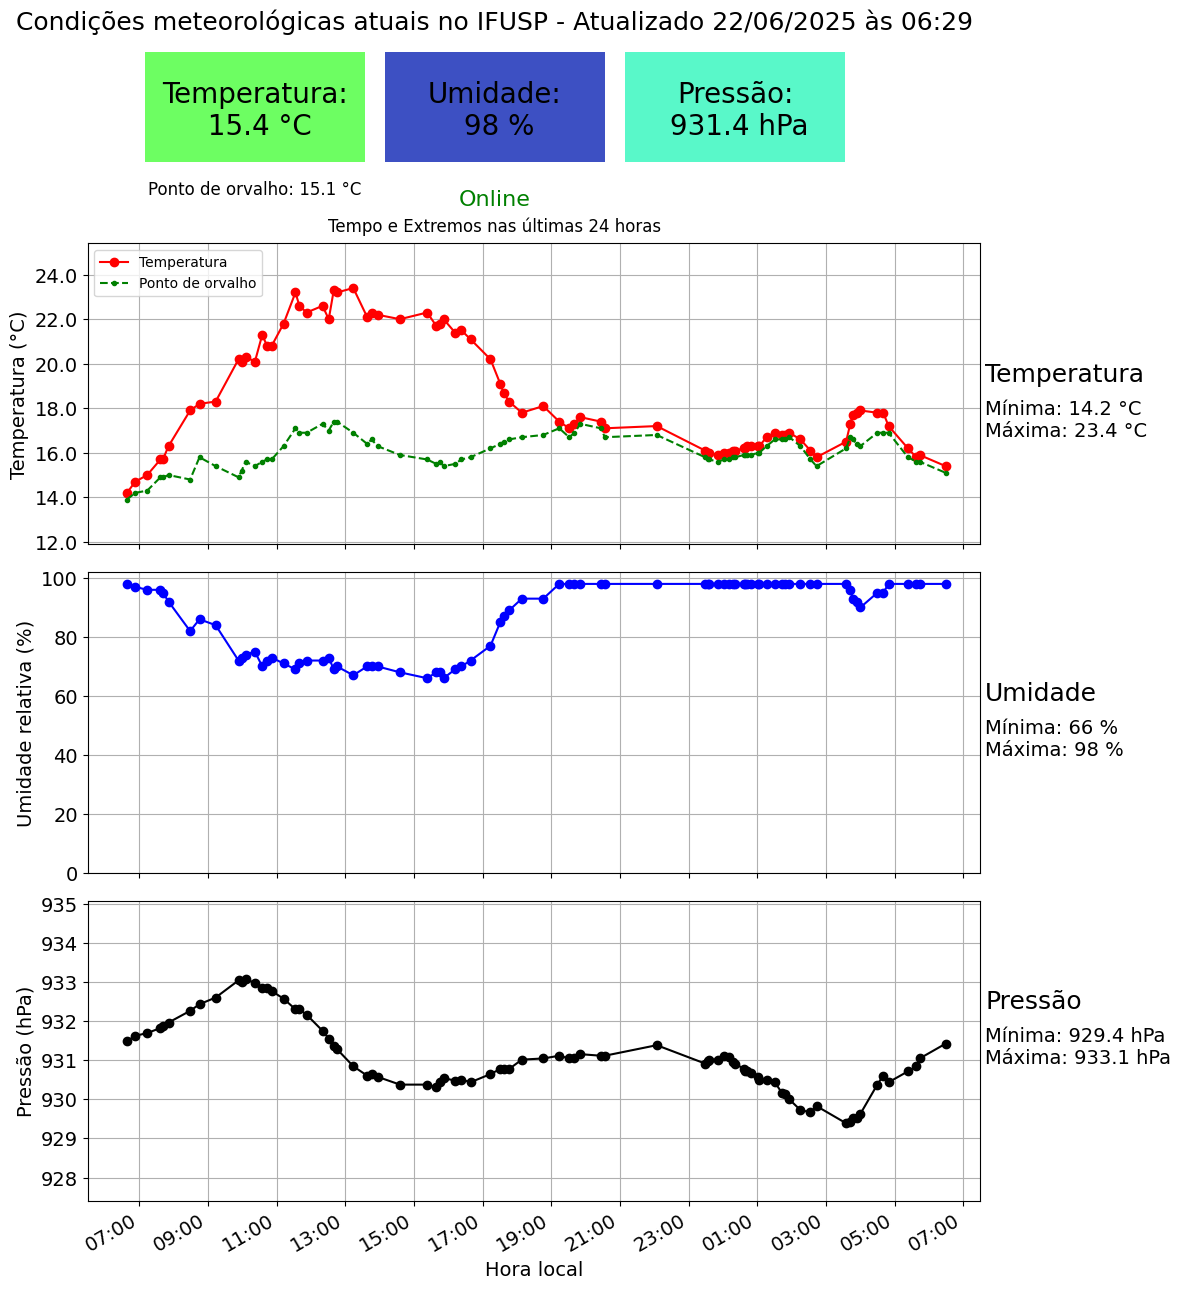 Condições meteorológicas atuais no IFUSP - Atualizado 22/06/2025 às 06:29
Temperatura:
15.4 °C
Umidade:
98 %
Pressão:
931.4 hPa
Ponto de orvalho: 15.1 °C
Online
Tempo e Extremos nas últimas 24 horas
Temperatura (°C)
24.0
22.0
20.0
18.0
16.0
14.0
12.0
Temperatura
Ponto de orvalho
Temperatura
Mínima: 14.2 °C
Máxima: 23.4 °C
Umidade relativa (%)
100
80
60
40
20
0
Umidade
Mínima: 66 %
Máxima: 98 %
Pressão (hPa)
935
934
933
932
931
930
929
928
Pressão
Mínima: 929.4 hPa
Máxima: 933.1 hPa
07:00 09:00 11:00 13:00 15:00 17:00 19:00 21:00 23:00 01:00 03:00 05:00 07:00
Hora local